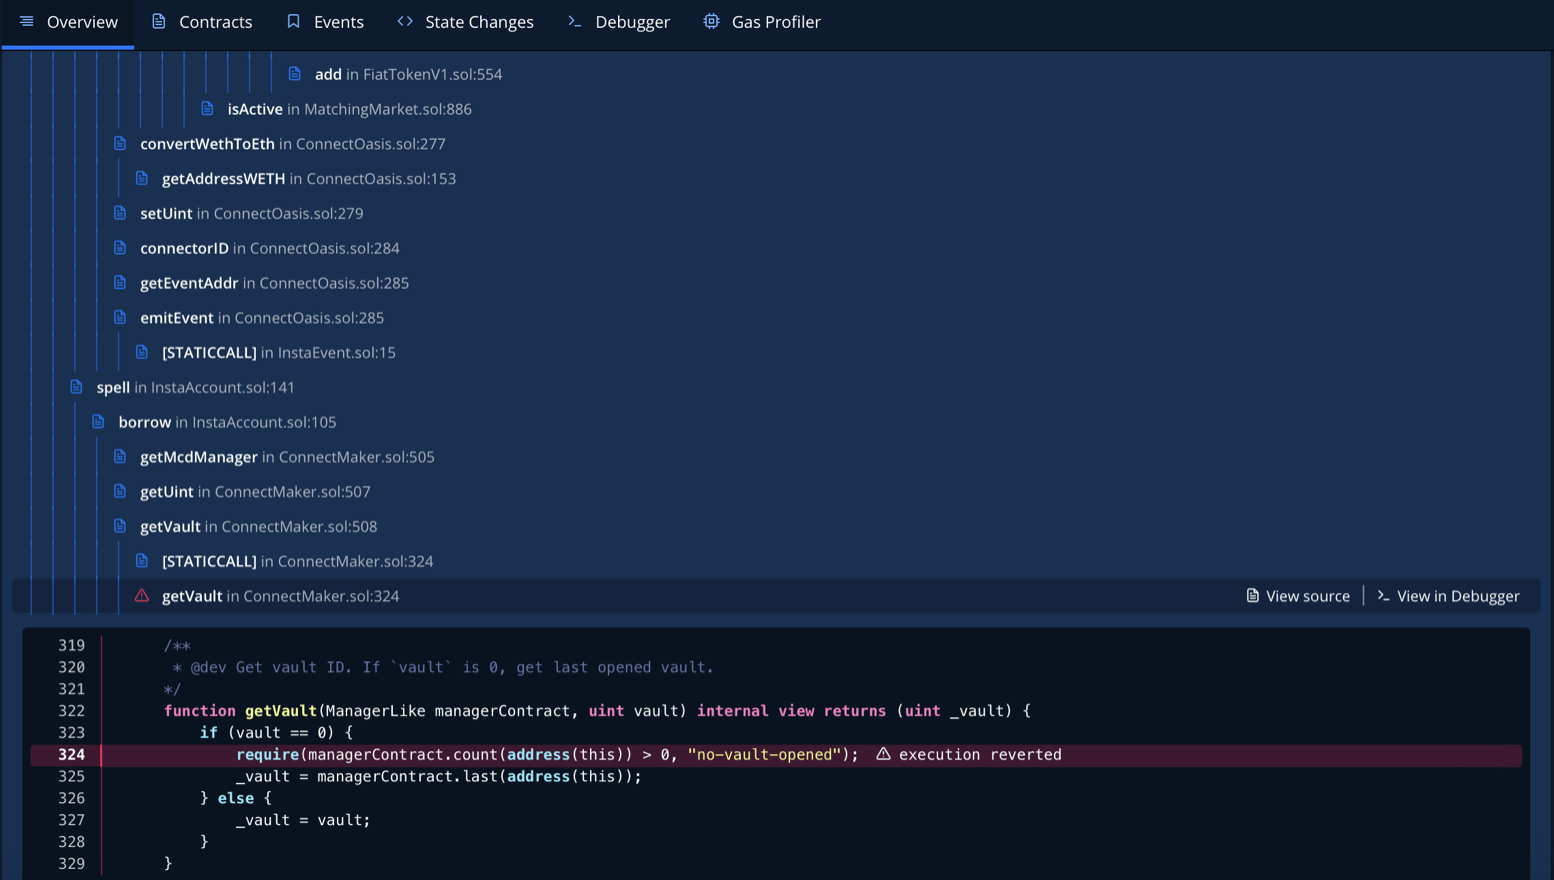 Overview Contracts Events State Changes Debugger Gas Profiler
add in FiatTokenV1.sol:554
isActive in MatchingMarket.sol:886
convertWethToEth in ConnectOasis.sol:277
getAddressWETH in ConnectOasis.sol:153
setUint in ConnectOasis.sol:279
connectorID in ConnectOasis.sol:284
getEventAddr in ConnectOasis.sol:285
emitEvent in ConnectOasis.sol:285
[STATICCALL] in InstaEvent.sol:15
spell in InstaAccount.sol:141
borrow in InstaAccount.sol:105
getMcdManager in ConnectMaker.sol:505
getUint in ConnectMaker.sol:507
getVault in ConnectMaker.sol:508
[STATICCALL] in ConnectMaker.sol:324
getVault in ConnectMaker.sol:324 View source View in Debugger
319 /**
320 * @dev Get vault ID. If `vault` is 0, get last opened vault.
321 */
322 function getVault(ManagerLike managerContract, uint vault) internal view returns (uint _vault) {
323 if (vault == 0) {
324 require(managerContract.count(address(this)) > 0, "no-vault-opened"); execution reverted
325 _vault = managerContract.last(address(this));
326 } else {
327 _vault = vault;
328 }
329 }